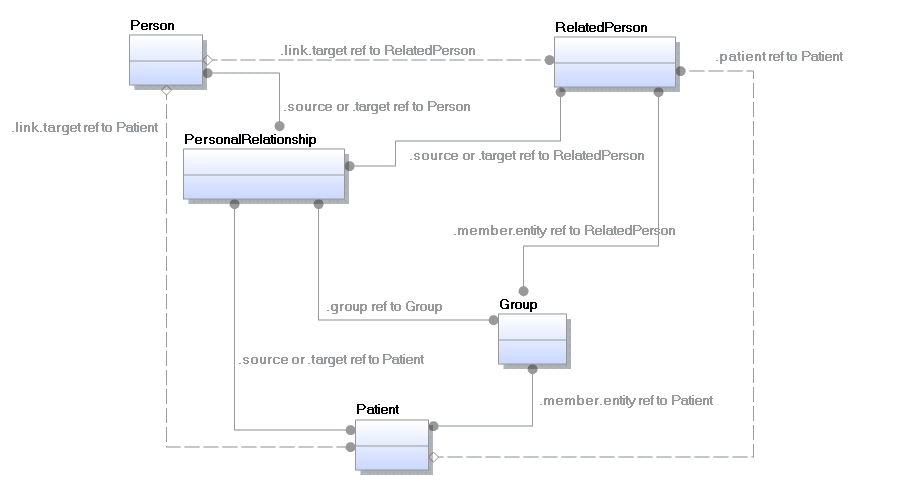 Person
RelatedPerson
.link.target ref to RelatedPerson
.patient ref to Patient
.source or .target ref to Person
.link.target ref to Patient
PersonalRelationship
.source or .target ref to RelatedPerson
.member.entity ref to RelatedPerson
Group
.group ref to Group
.source or .target ref to Patient
.member.entity ref to Patient
Patient